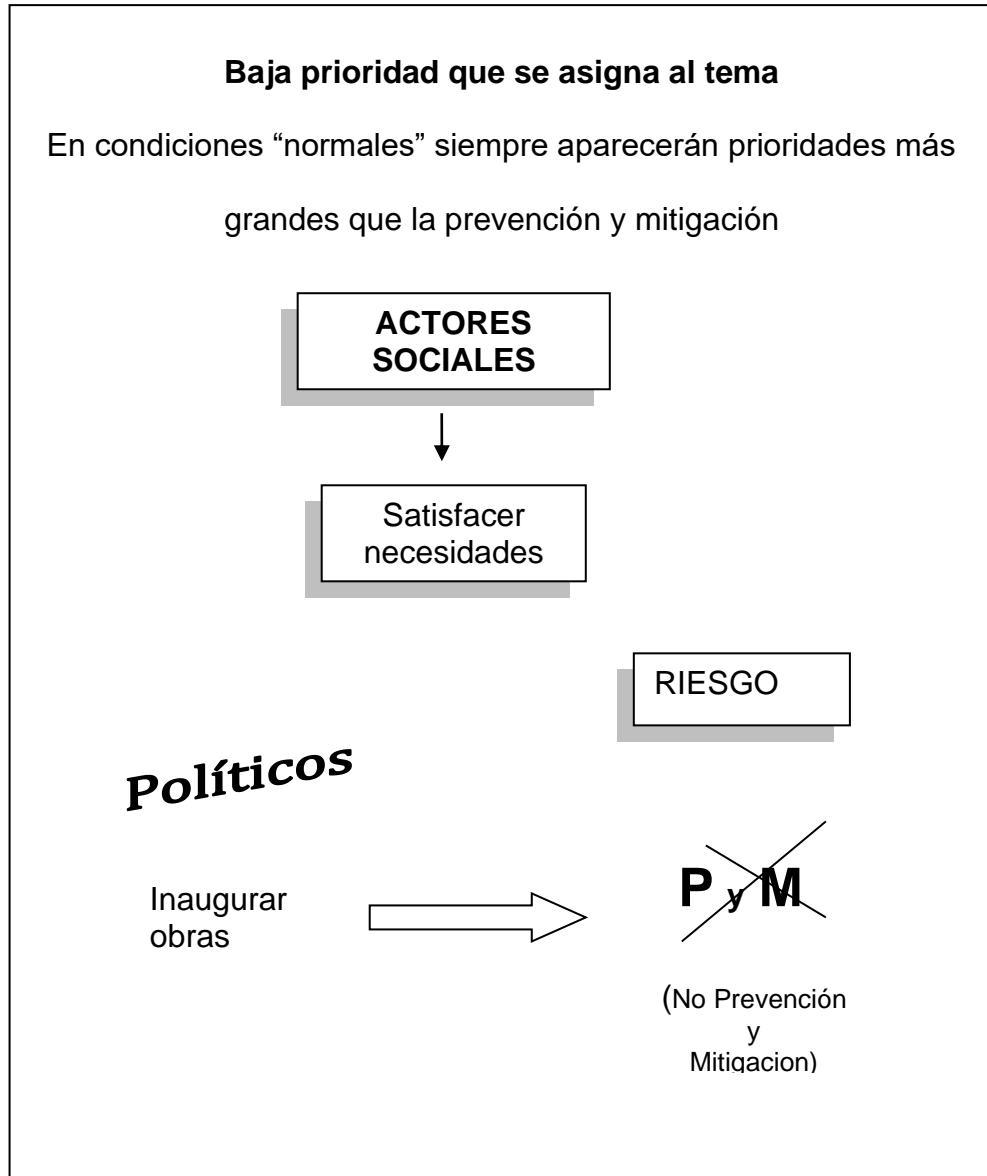 Baja prioridad que se asigna al tema
En condiciones “normales” siempre aparecerán prioridades más
grandes que la prevención y mitigación
ACTORES
SOCIALES
Satisfacer
necesidades
RIESGO
Políticos
Inaugurar
obras
P y M
(No Prevención
y
Mitigacion)